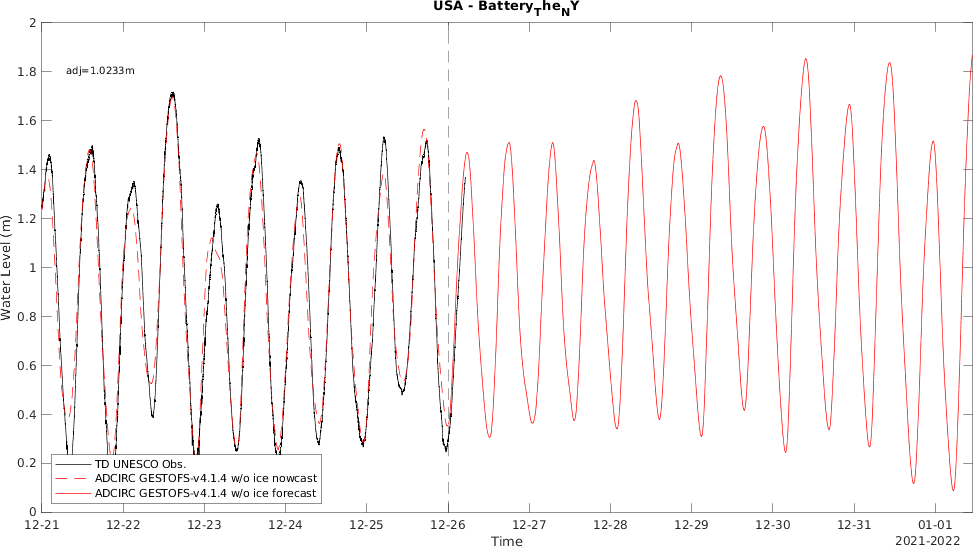 USA - BatteryTheNY
adj=1.0233m
2
1.8
1.6
1.4
1.2
1
0.8
0.6
0.4
0.2
0
Water Level (m)
TD UNESCO Obs.
ADCIRC GESTOFS-v4.1.4 w/o ice nowcast
ADCIRC GESTOFS-v4.1.4 w/o ice forecast
12-21 12-22 12-23 12-24 12-25 12-26 12-27 12-28 12-29 12-30 12-31 01-01
Time
2021-2022